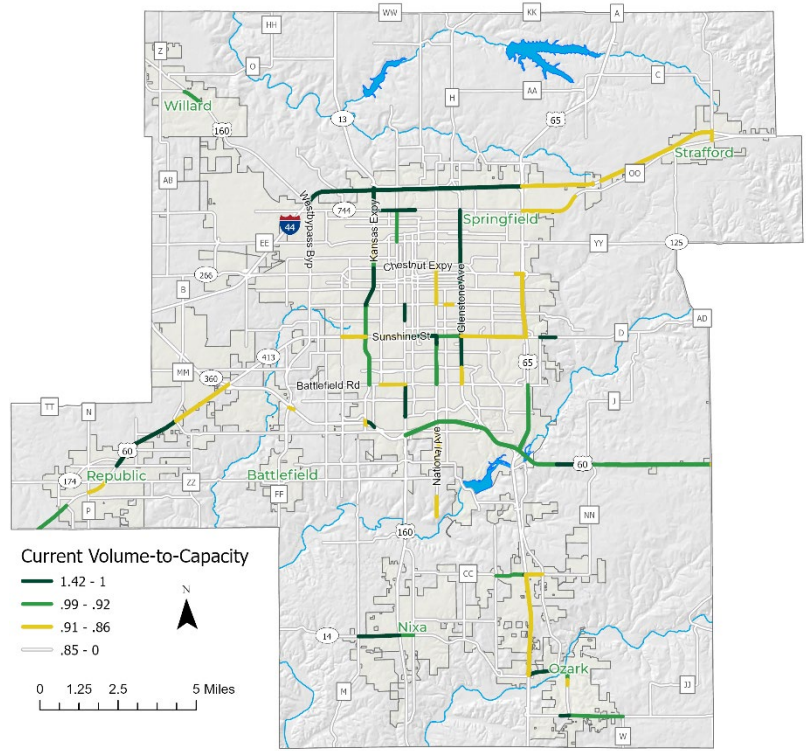 WW
KK
A
HH
Z
O
C
AA
H
Willard
13
65
160
Strafford
OO
AB
Westbypass Byp
Kansas Expy
744
Springfield
44
EE
YY
125
266
Chestnut Expy
Glenstone Ave
B
AD
Sunshine St
D
413
65
MM
360
Battlefield Rd
J
TT
N
60
National Ave
60
Republic
174
ZZ
Battlefield
FF
P
NN
160
Current Volume-to-Capacity
1.42 - 1
.99 - .92
.91 - .86
.85 - 0
N
0 1.25 2.5 5 Miles
CC
14
Nixa
Ozark
M
JJ
W